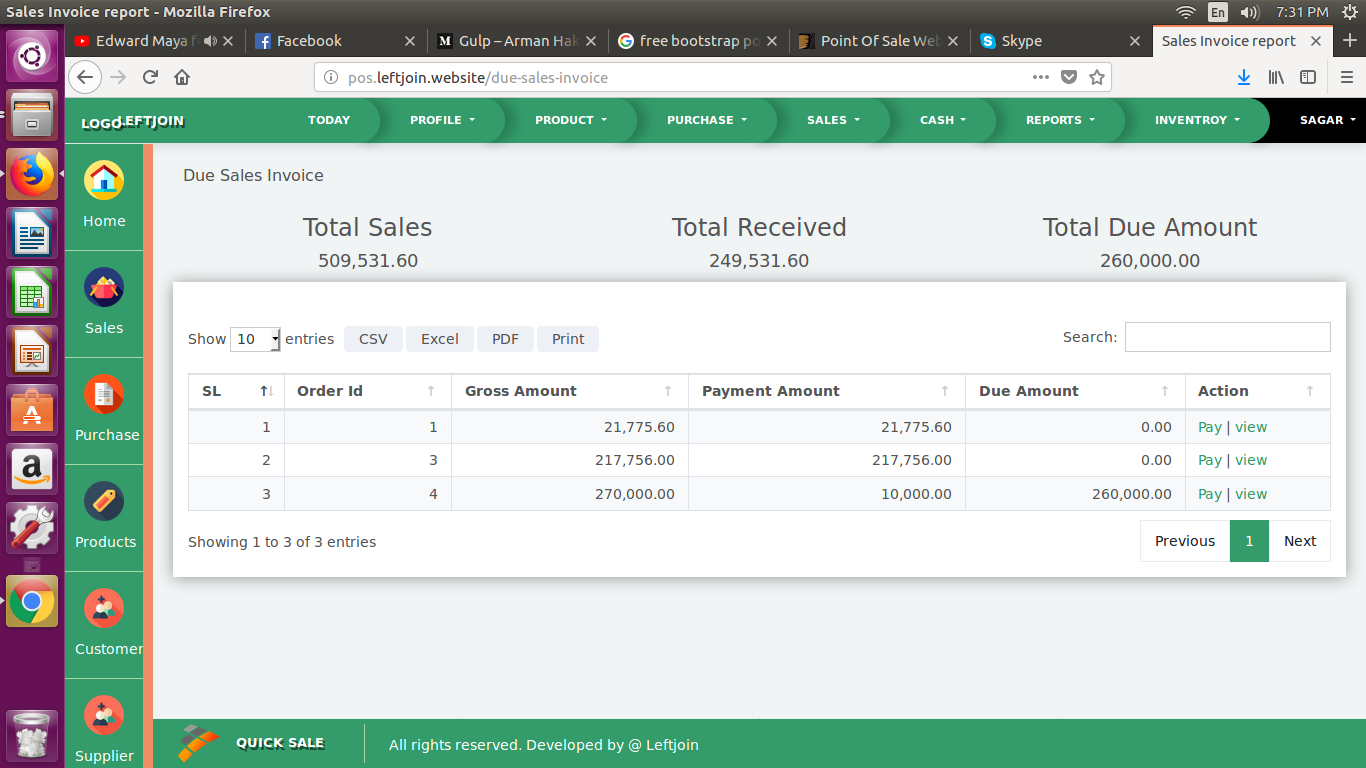 Sales Invoice report - Mozilla Firefox
En
7:31 PM
Edward Maya f
Facebook
Gulp – Arman Hak
free bootstrap po
Point Of Sale Web
Skype
Sales Invoice report
pos.leftjoin.website/due-sales-invoice
LOGO LEFTJOIN
TODAY
PROFILE
PRODUCT
PURCHASE
SALES
CASH
REPORTS
INVENTROY
SAGAR
Home
Sales
Purchase
Products
Customer
Supplier
Due Sales Invoice
Total Sales
509,531.60
Total Received
249,531.60
Total Due Amount
260,000.00
Show 10 entries
CSV
Excel
PDF
Print
Search:
SL Order Id Gross Amount Payment Amount Due Amount Action
1 1 21,775.60 21,775.60 0.00 Pay | view
2 3 217,756.00 217,756.00 0.00 Pay | view
3 4 270,000.00 10,000.00 260,000.00 Pay | view
Showing 1 to 3 of 3 entries
Previous 1 Next
QUICK SALE
All rights reserved. Developed by @ Leftjoin